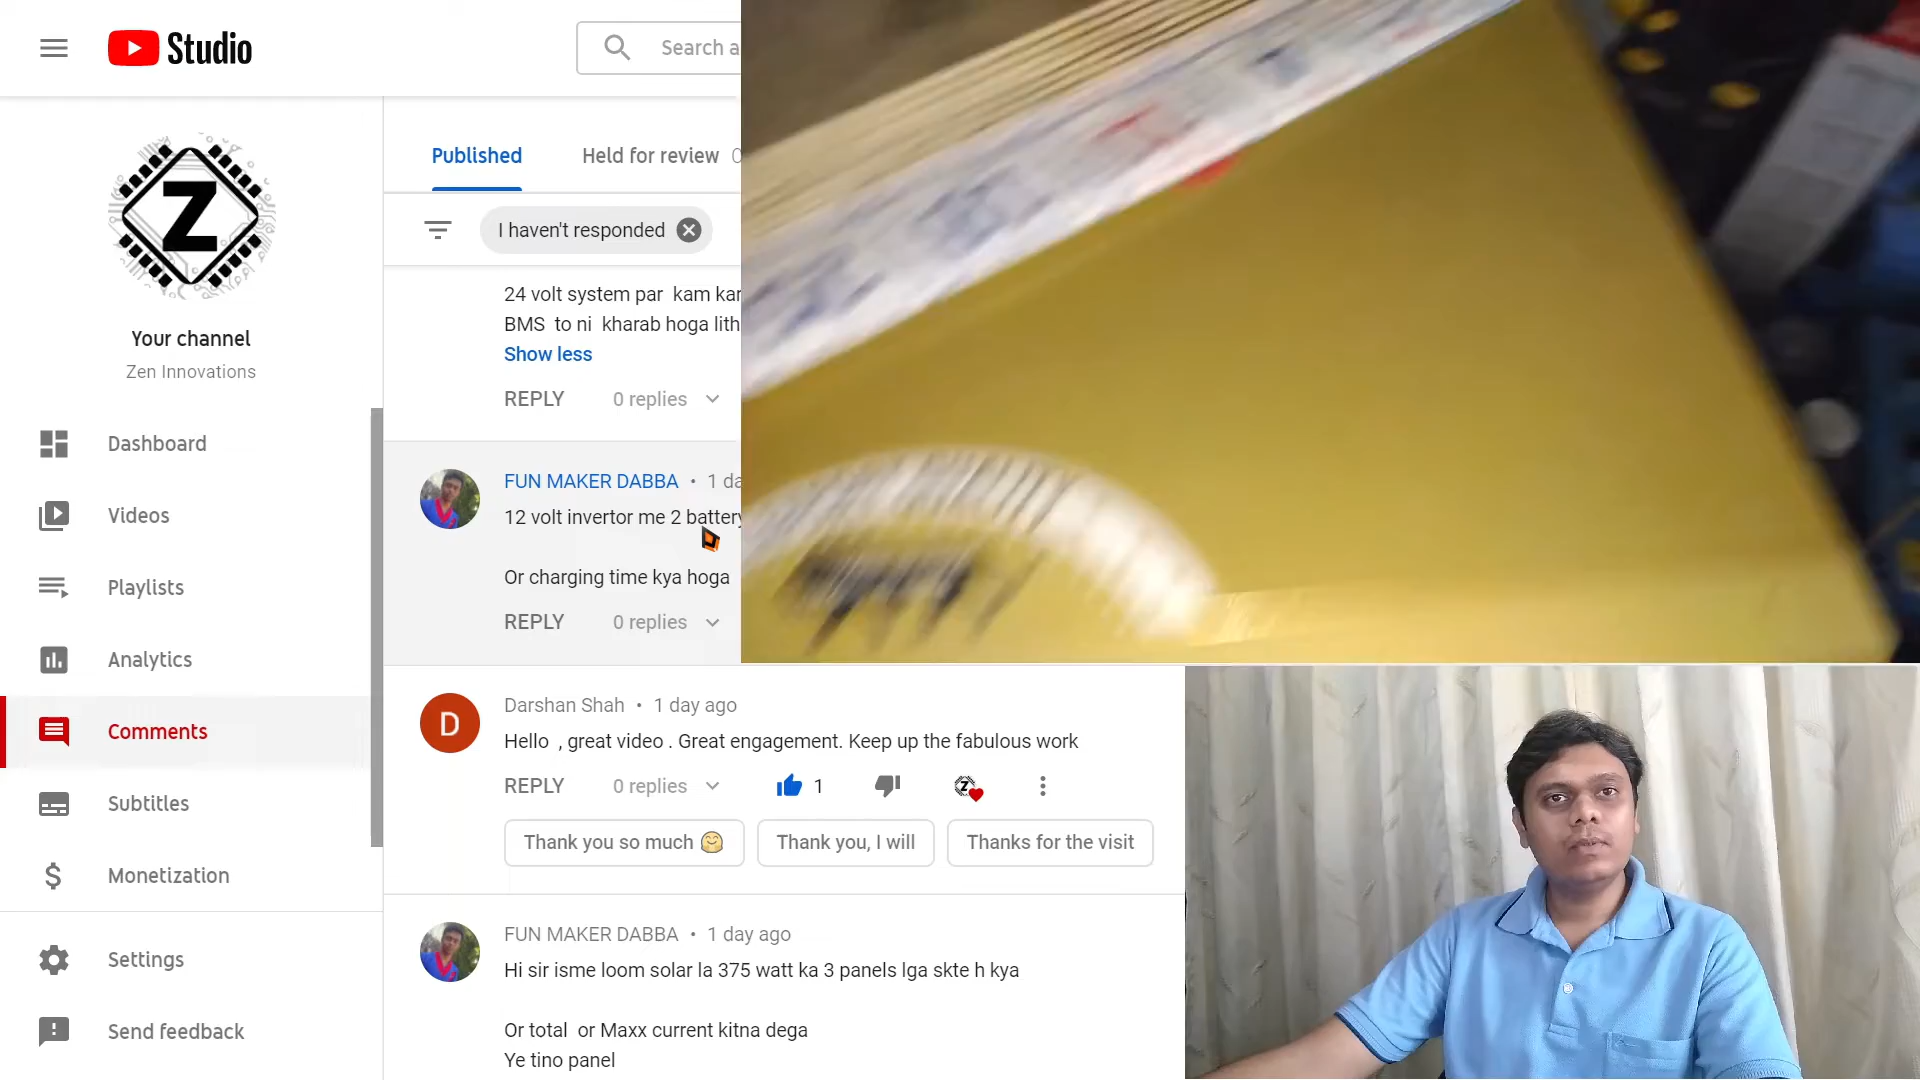 Studio
Search a
Your channel
Zen Innovations
Dashboard
Videos
Playlists
Analytics
Comments
Subtitles
Monetization
Settings
Send feedback
Published
Held for review
I haven't responded
24 volt system par kam kar
BMS to ni kharab hoga lith
Show less
REPLY 0 replies
FUN MAKER DABBA • 1 da
12 volt invertor me 2 battery
Or charging time kya hoga
REPLY 0 replies
D
Darshan Shah • 1 day ago
Hello , great video . Great engagement. Keep up the fabulous work
REPLY 0 replies 1
Thank you so much 🤗 Thank you, I will Thanks for the visit
FUN MAKER DABBA • 1 day ago
Hi sir isme loom solar la 375 watt ka 3 panels lga skte h kya
Or total or Maxx current kitna dega
Ye tino panel